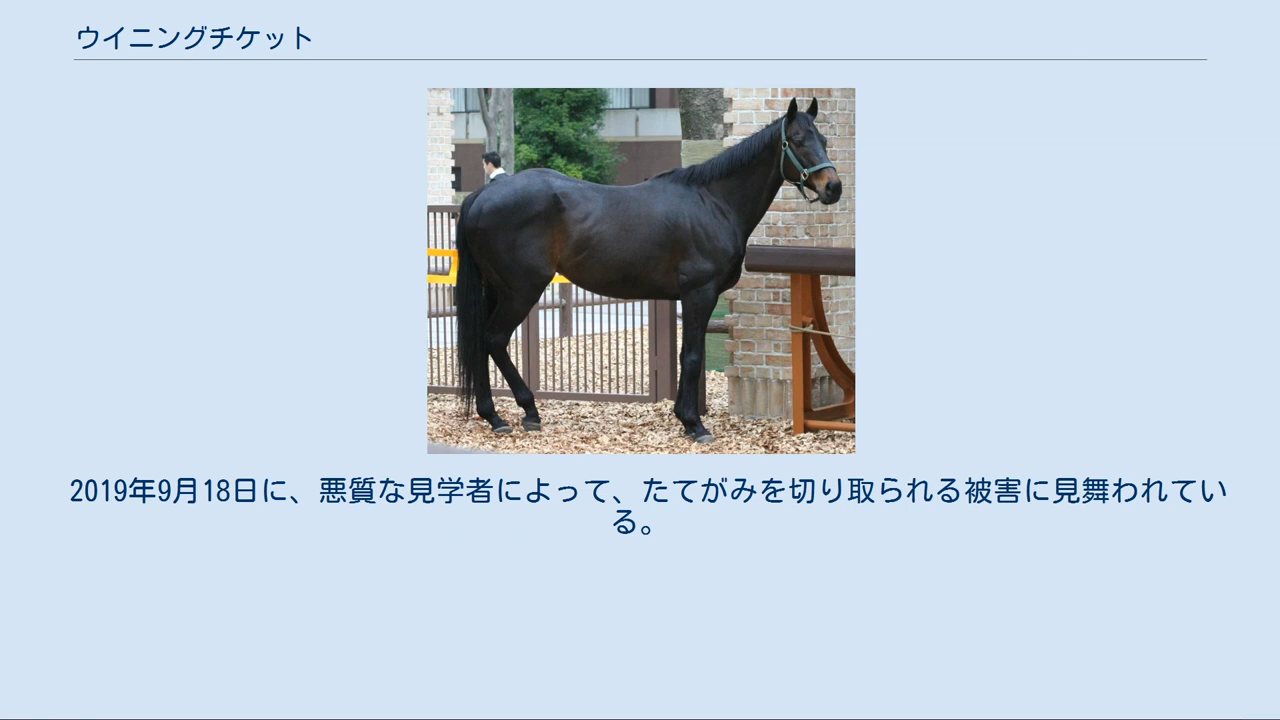 ウイニングチケット
2019年9月18日に、悪質な見学者によって、たてがみを切り取られる被害に見舞われてい
る。